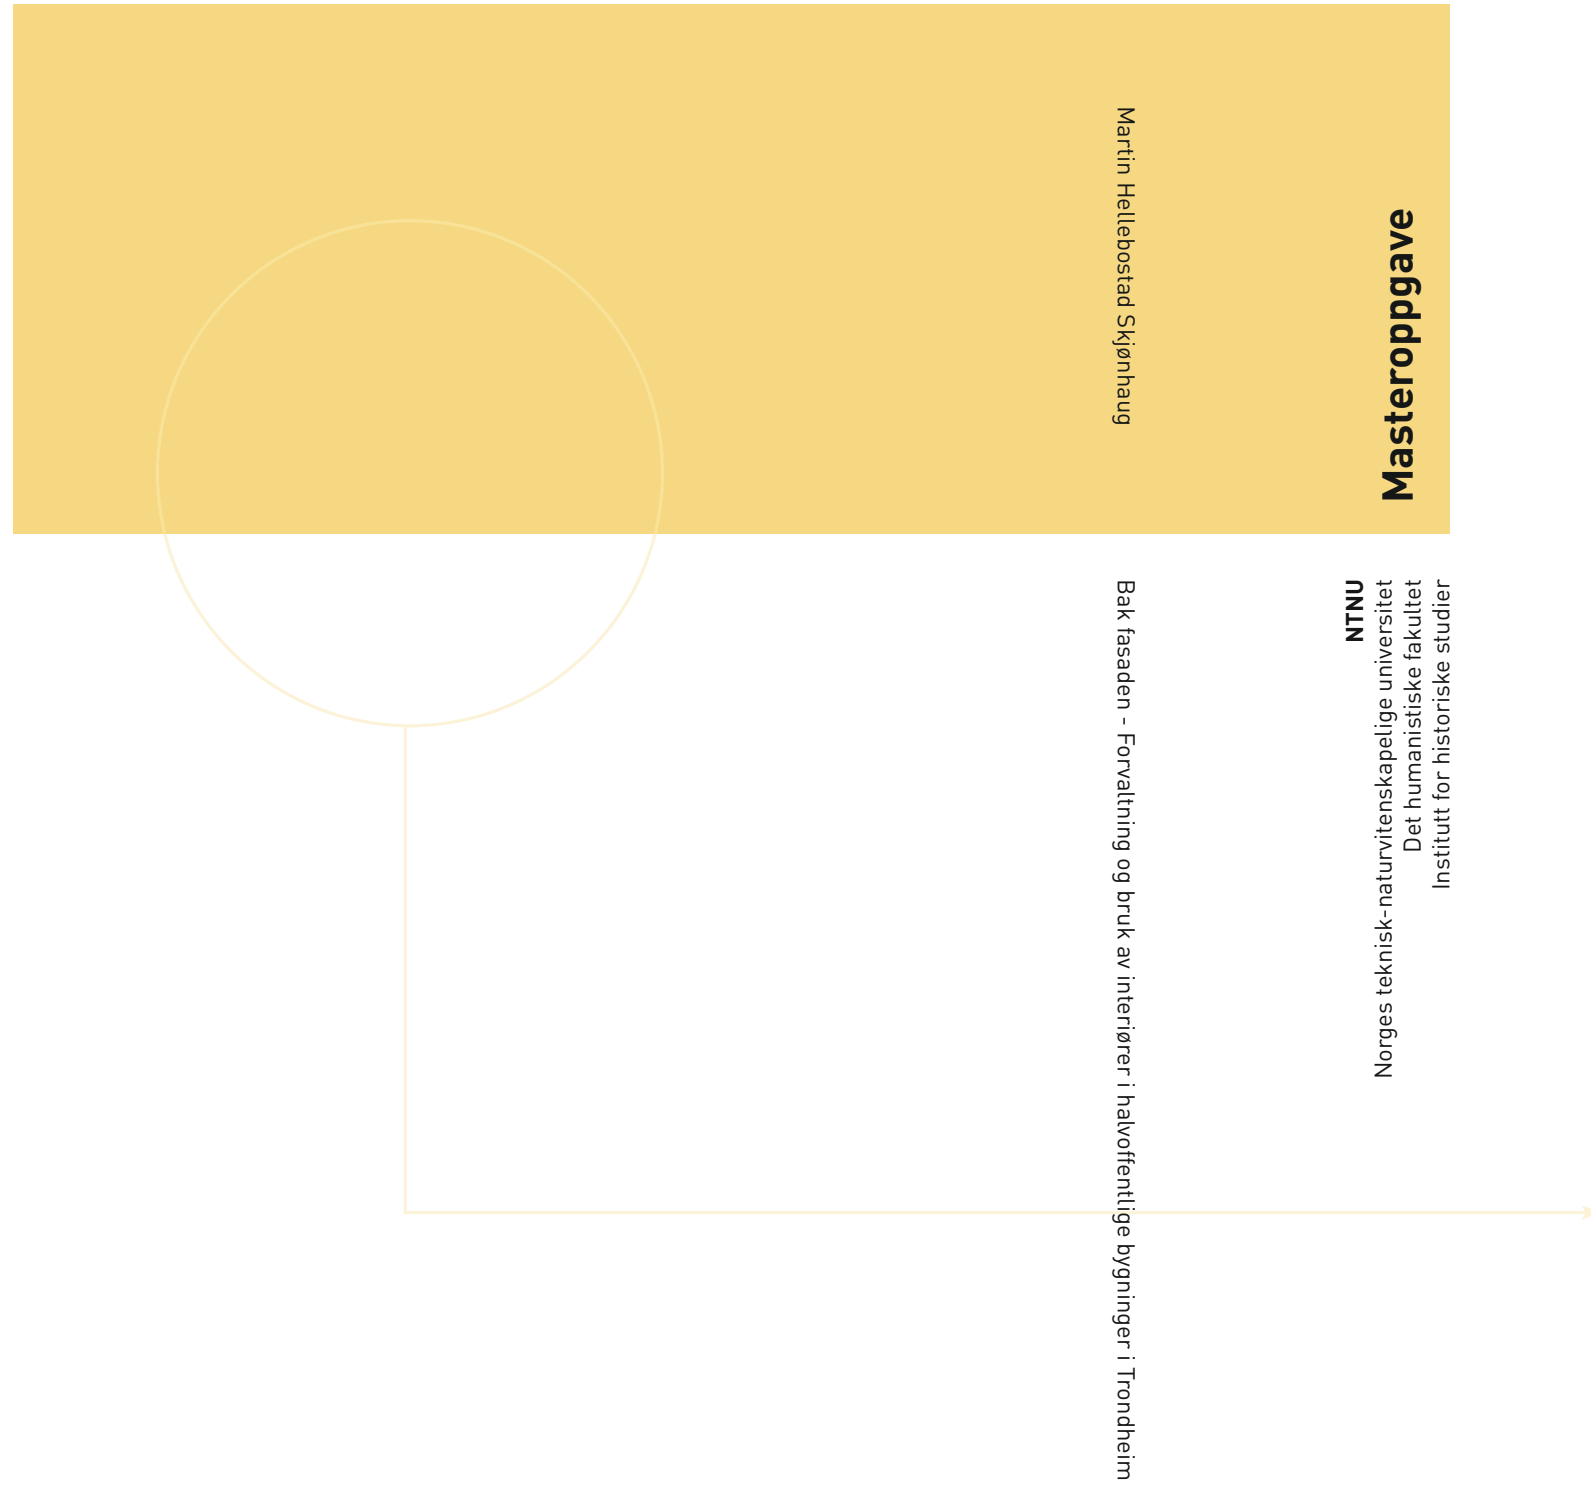 Martin Hellebostad Skjønhaug
Masteroppgave
Bak fasaden - Forvaltning og bruk av interiører i halvoffentlige bygninger i Trondheim
NTNU
Norges teknisk-naturvitenskapelige universitet
Det humanistiske fakultet
Institutt for historiske studier